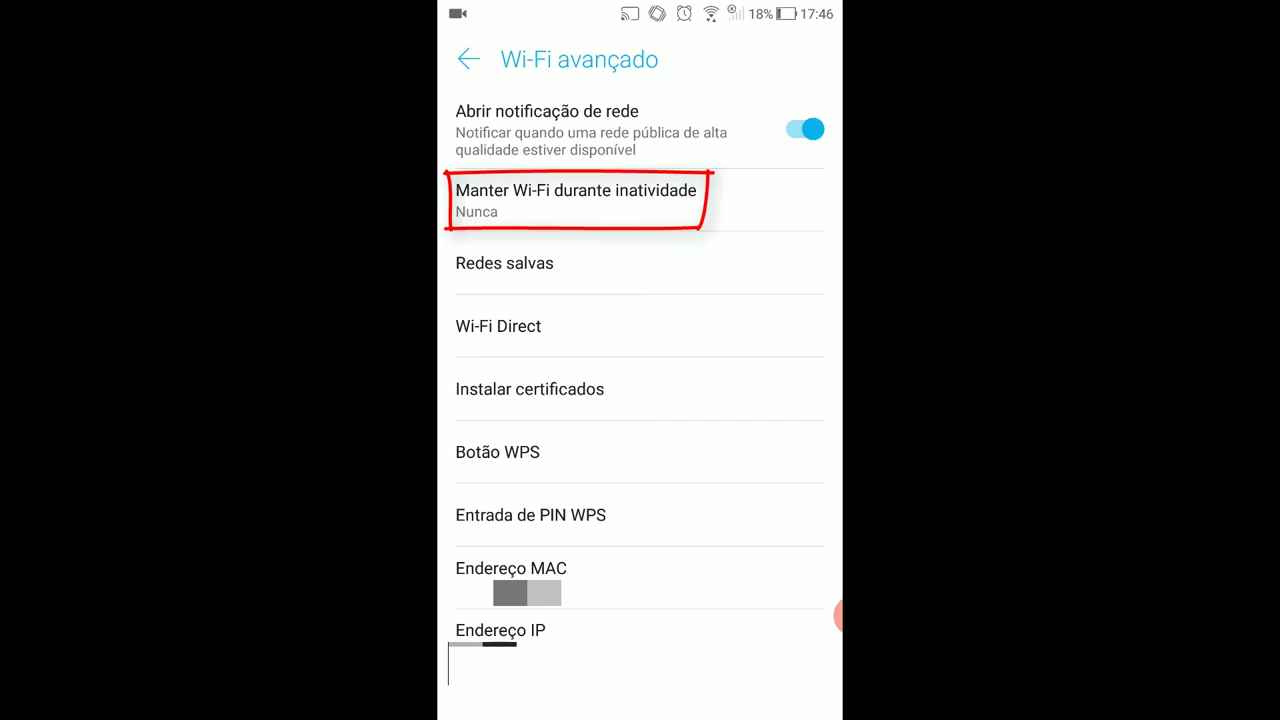 18% 17:46
Wi-Fi avançado
Abrir notificação de rede
Notificar quando uma rede pública de alta
qualidade estiver disponível
Manter Wi-Fi durante inatividade
Nunca
Redes salvas
Wi-Fi Direct
Instalar certificados
Botão WPS
Entrada de PIN WPS
Endereço MAC
Endereço IP